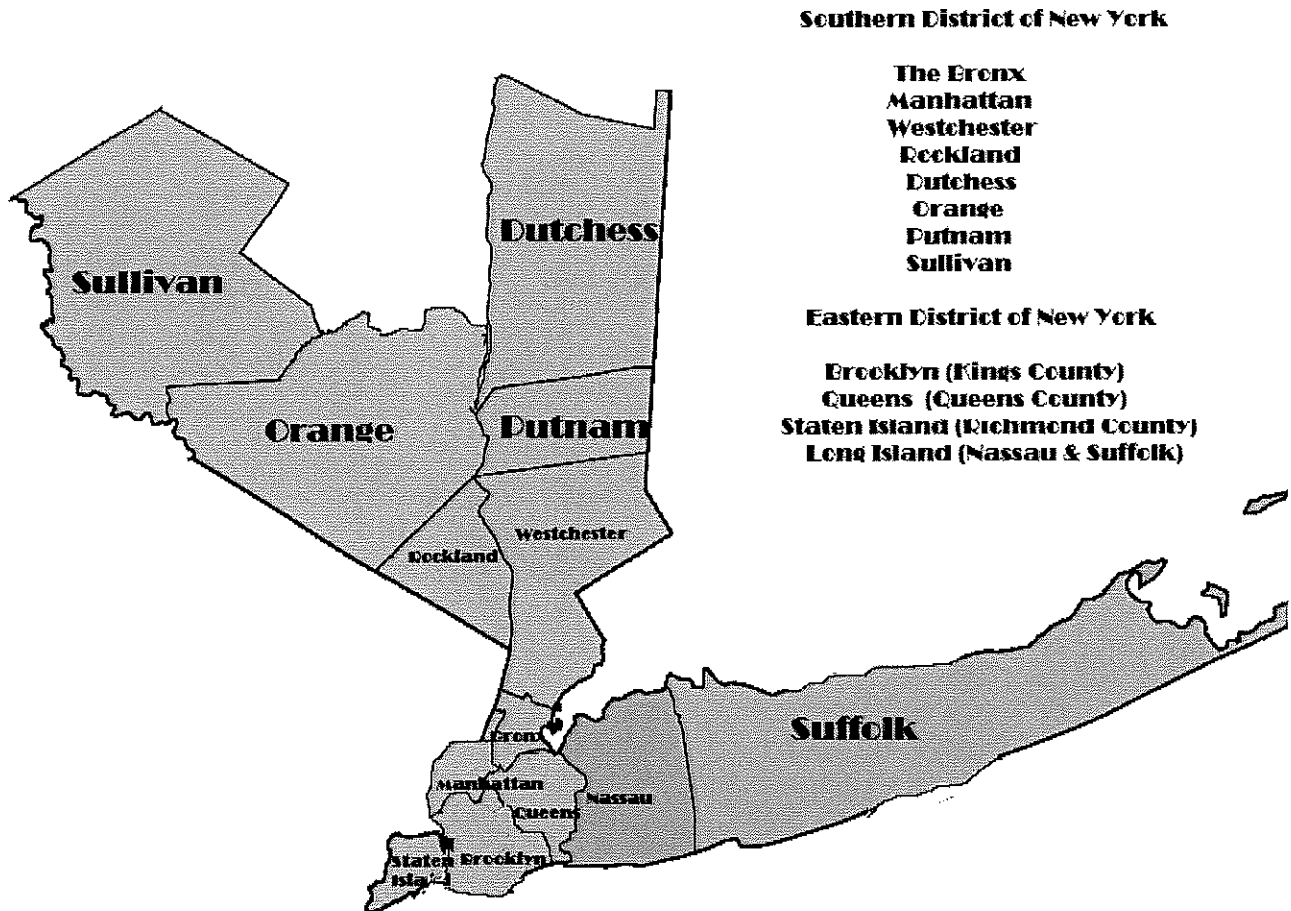 Southern District of New York
The Bronx
Manhattan
Westchester
Rockland
Dutchess
Orange
Putnam
Sullivan
Eastern District of New York
Brooklyn (Kings County)
Queens (Queens County)
Staten Island (Richmond County)
Long Island (Nassau & Suffolk)
Dutchess
Sullivan
Orange
Putnam
Westchester
Rockland
Suffolk
Bronx
Manhattan
Nassau
Queens
Staten
Brooklyn